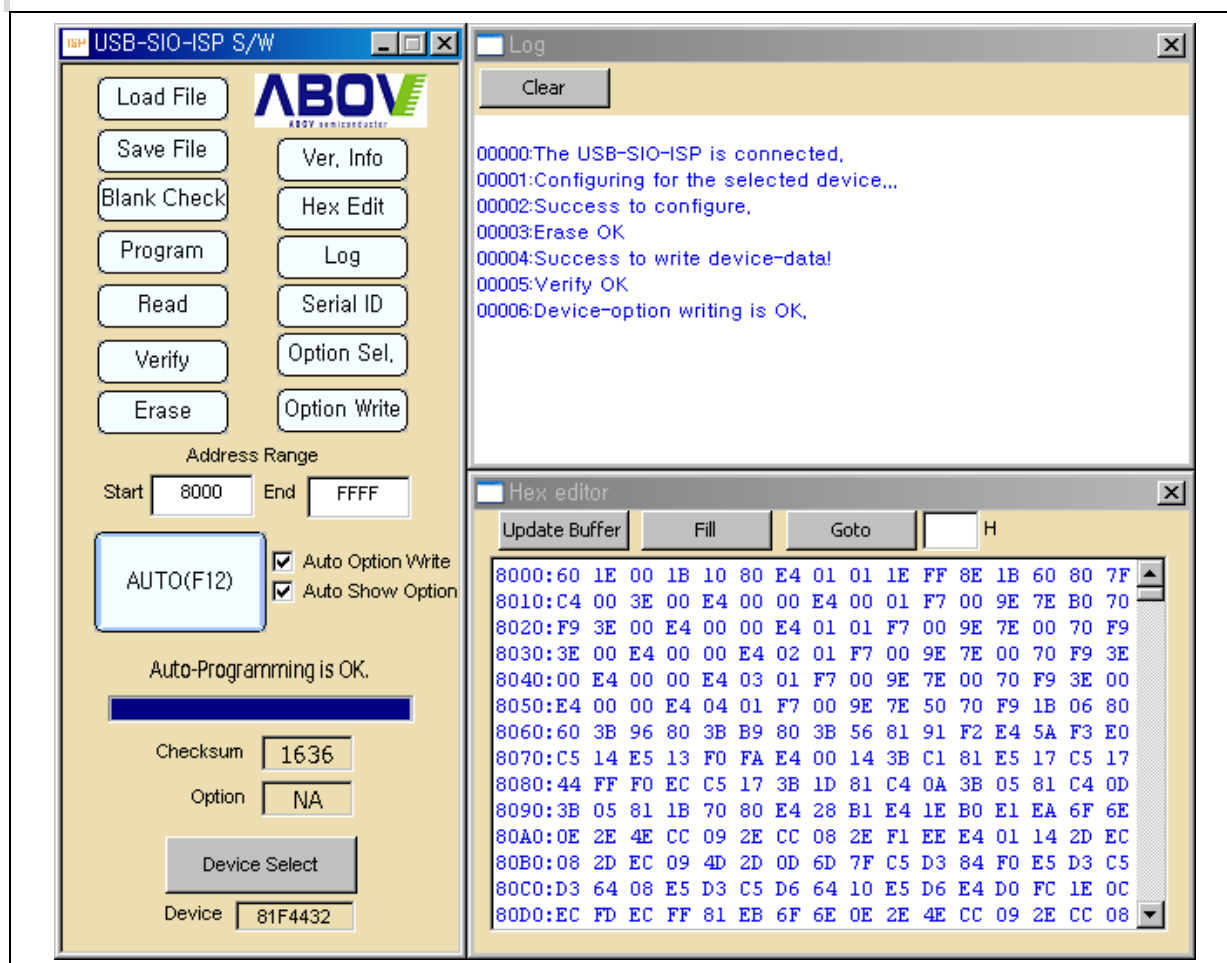 ISP USB-SIO-ISP S/W
Load File
ABOV
ABOV semiconductor
Save File
Ver, Info
Blank Check
Hex Edit
Program
Log
Read
Serial ID
Verify
Option Sel,
Erase
Option Write
Address Range
Start 8000 End FFFF
AUTO(F12)
Auto Option Write
Auto Show Option
Auto-Programming is OK.
Checksum 1636
Option NA
Device Select
Device 81F4432
Log
Clear
00000:The USB-SIO-ISP is connected,
00001:Configuring for the selected device,,,
00002:Success to configure,
00003:Erase OK
00004:Success to write device-data!
00005:Verify OK
00006:Device-option writing is OK,
Hex editor
Update Buffer Fill Goto H
8000:60 1E 00 1B 10 80 E4 01 01 1E FF 8E 1B 60 80 7F
8010:C4 00 3E 00 E4 00 00 E4 00 01 F7 00 9E 7E B0 70
8020:F9 3E 00 E4 00 00 E4 01 01 F7 00 9E 7E 00 70 F9
8030:3E 00 E4 00 00 E4 02 01 F7 00 9E 7E 00 70 F9 3E
8040:00 E4 00 00 E4 03 01 F7 00 9E 7E 00 70 F9 3E 00
8050:E4 00 00 E4 04 01 F7 00 9E 7E 50 70 F9 1B 06 80
8060:60 3B 96 80 3B B9 80 3B 56 81 91 F2 E4 5A F3 E0
8070:C5 14 E5 13 F0 FA E4 00 14 3B C1 81 E5 17 C5 17
8080:44 FF F0 EC C5 17 3B 1D 81 C4 0A 3B 05 81 C4 0D
8090:3B 05 81 1B 70 80 E4 28 B1 E4 1E B0 E1 EA 6F 6E
80A0:0E 2E 4E CC 09 2E CC 08 2E F1 EE E4 01 14 2D EC
80B0:08 2D EC 09 4D 2D 0D 6D 7F C5 D3 84 F0 E5 D3 C5
80C0:D3 64 08 E5 D3 C5 D6 64 10 E5 D6 E4 D0 FC 1E 0C
80D0:EC FD EC FF 81 EB 6F 6E 0E 2E 4E CC 09 2E CC 08